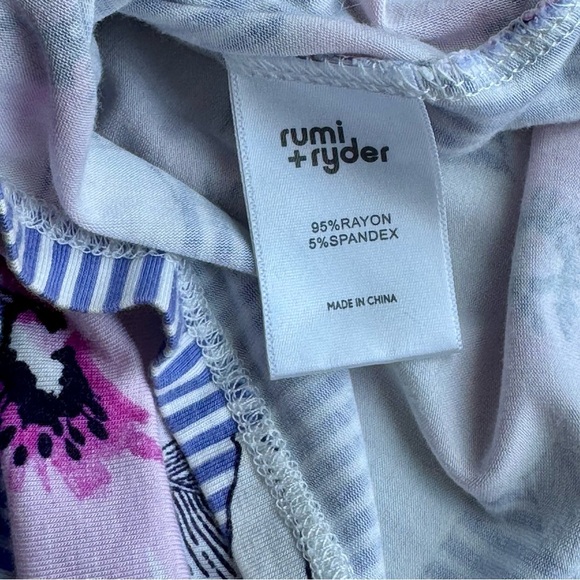 rumi
+ryder
95%RAYON
5%SPANDEX
MADE IN CHINA